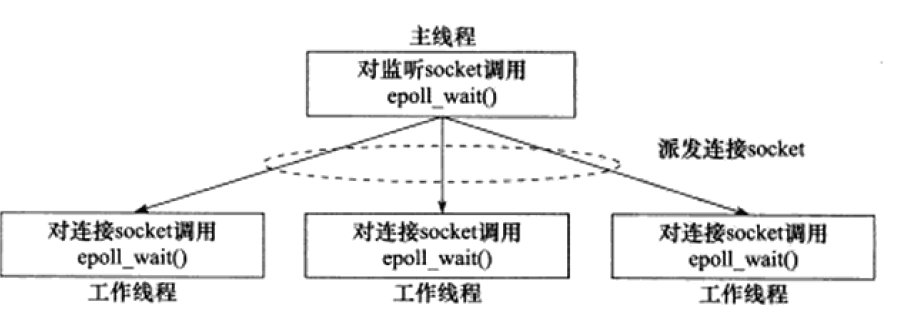 主线程
对监听socket调用
epoll_wait()
派发连接socket
对连接socket调用
epoll_wait()
工作线程
对连接socket调用
epoll_wait()
工作线程
对连接socket调用
epoll_wait()
工作线程